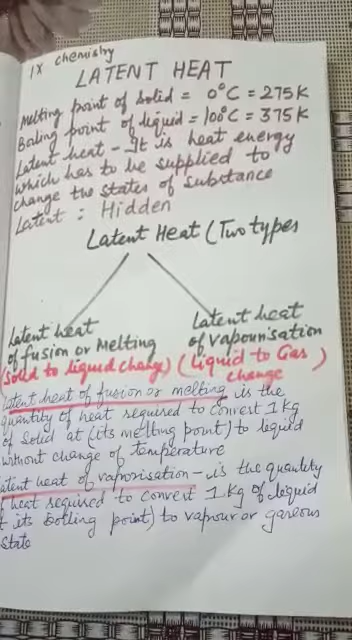 IX chemistry
LATENT HEAT
Melting point of Solid = 0°C = 275K
Boling point of liquid = 100°C = 375K
Latent heat - It is heat energy
which has to be supplied to
change the states of substance
Latent : Hidden
Latent Heat (Two types
Latent heat
of fusion or Melting
(Solid to liquid change)
Latent heat
of vapourisation
(Liquid to Gas)
change
Latent heat of fusion or melting is the
quantity of heat required to convert 1 kg
of Solid at (its melting point) to liquid
without change of temperature
Latent heat of vaporisation - is the quantity
heat required to convert 1 kg of liquid
its boiling point) to vapour or gaseous
State